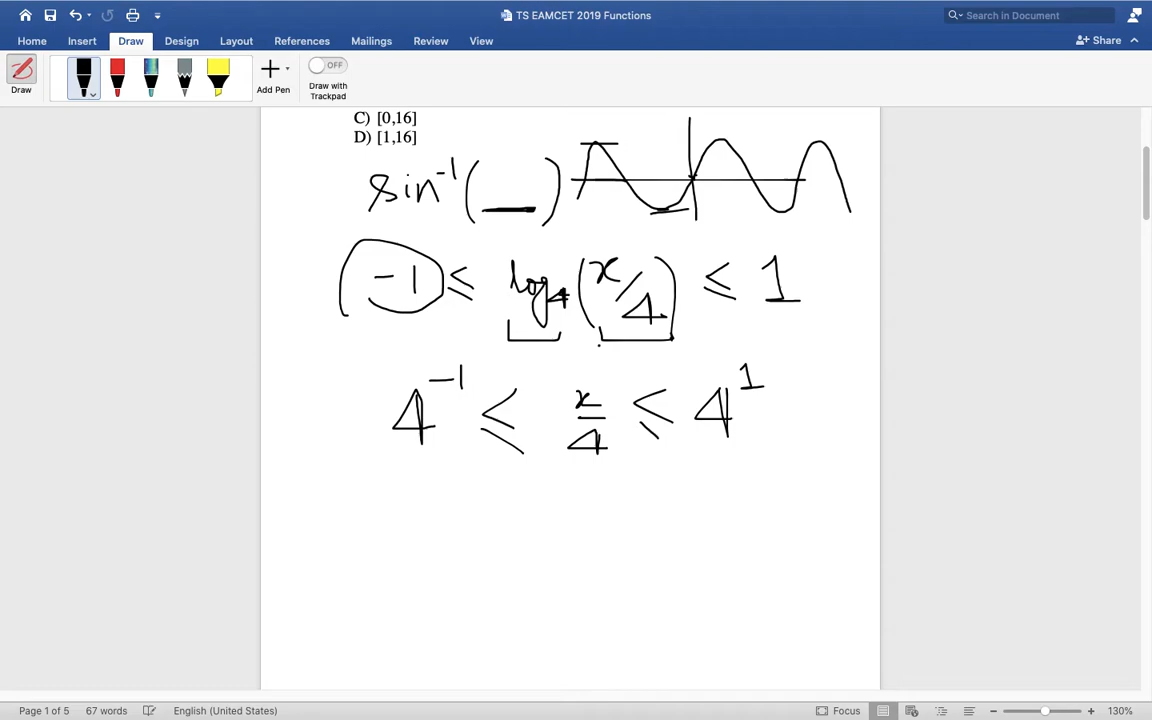 TS EAMCET 2019 Functions
Search in Document
Home Insert Draw Design Layout References Mailings Review View
Share
OFF
Draw
Add Pen
Draw with
Trackpad
C) [0,16]
D) [1,16]
sin⁻¹( __ )
-1 ≤ log₄(x/4) ≤ 1
4⁻¹ ≤ x/4 ≤ 4¹
Page 1 of 5 67 words English (United States) Focus 130%